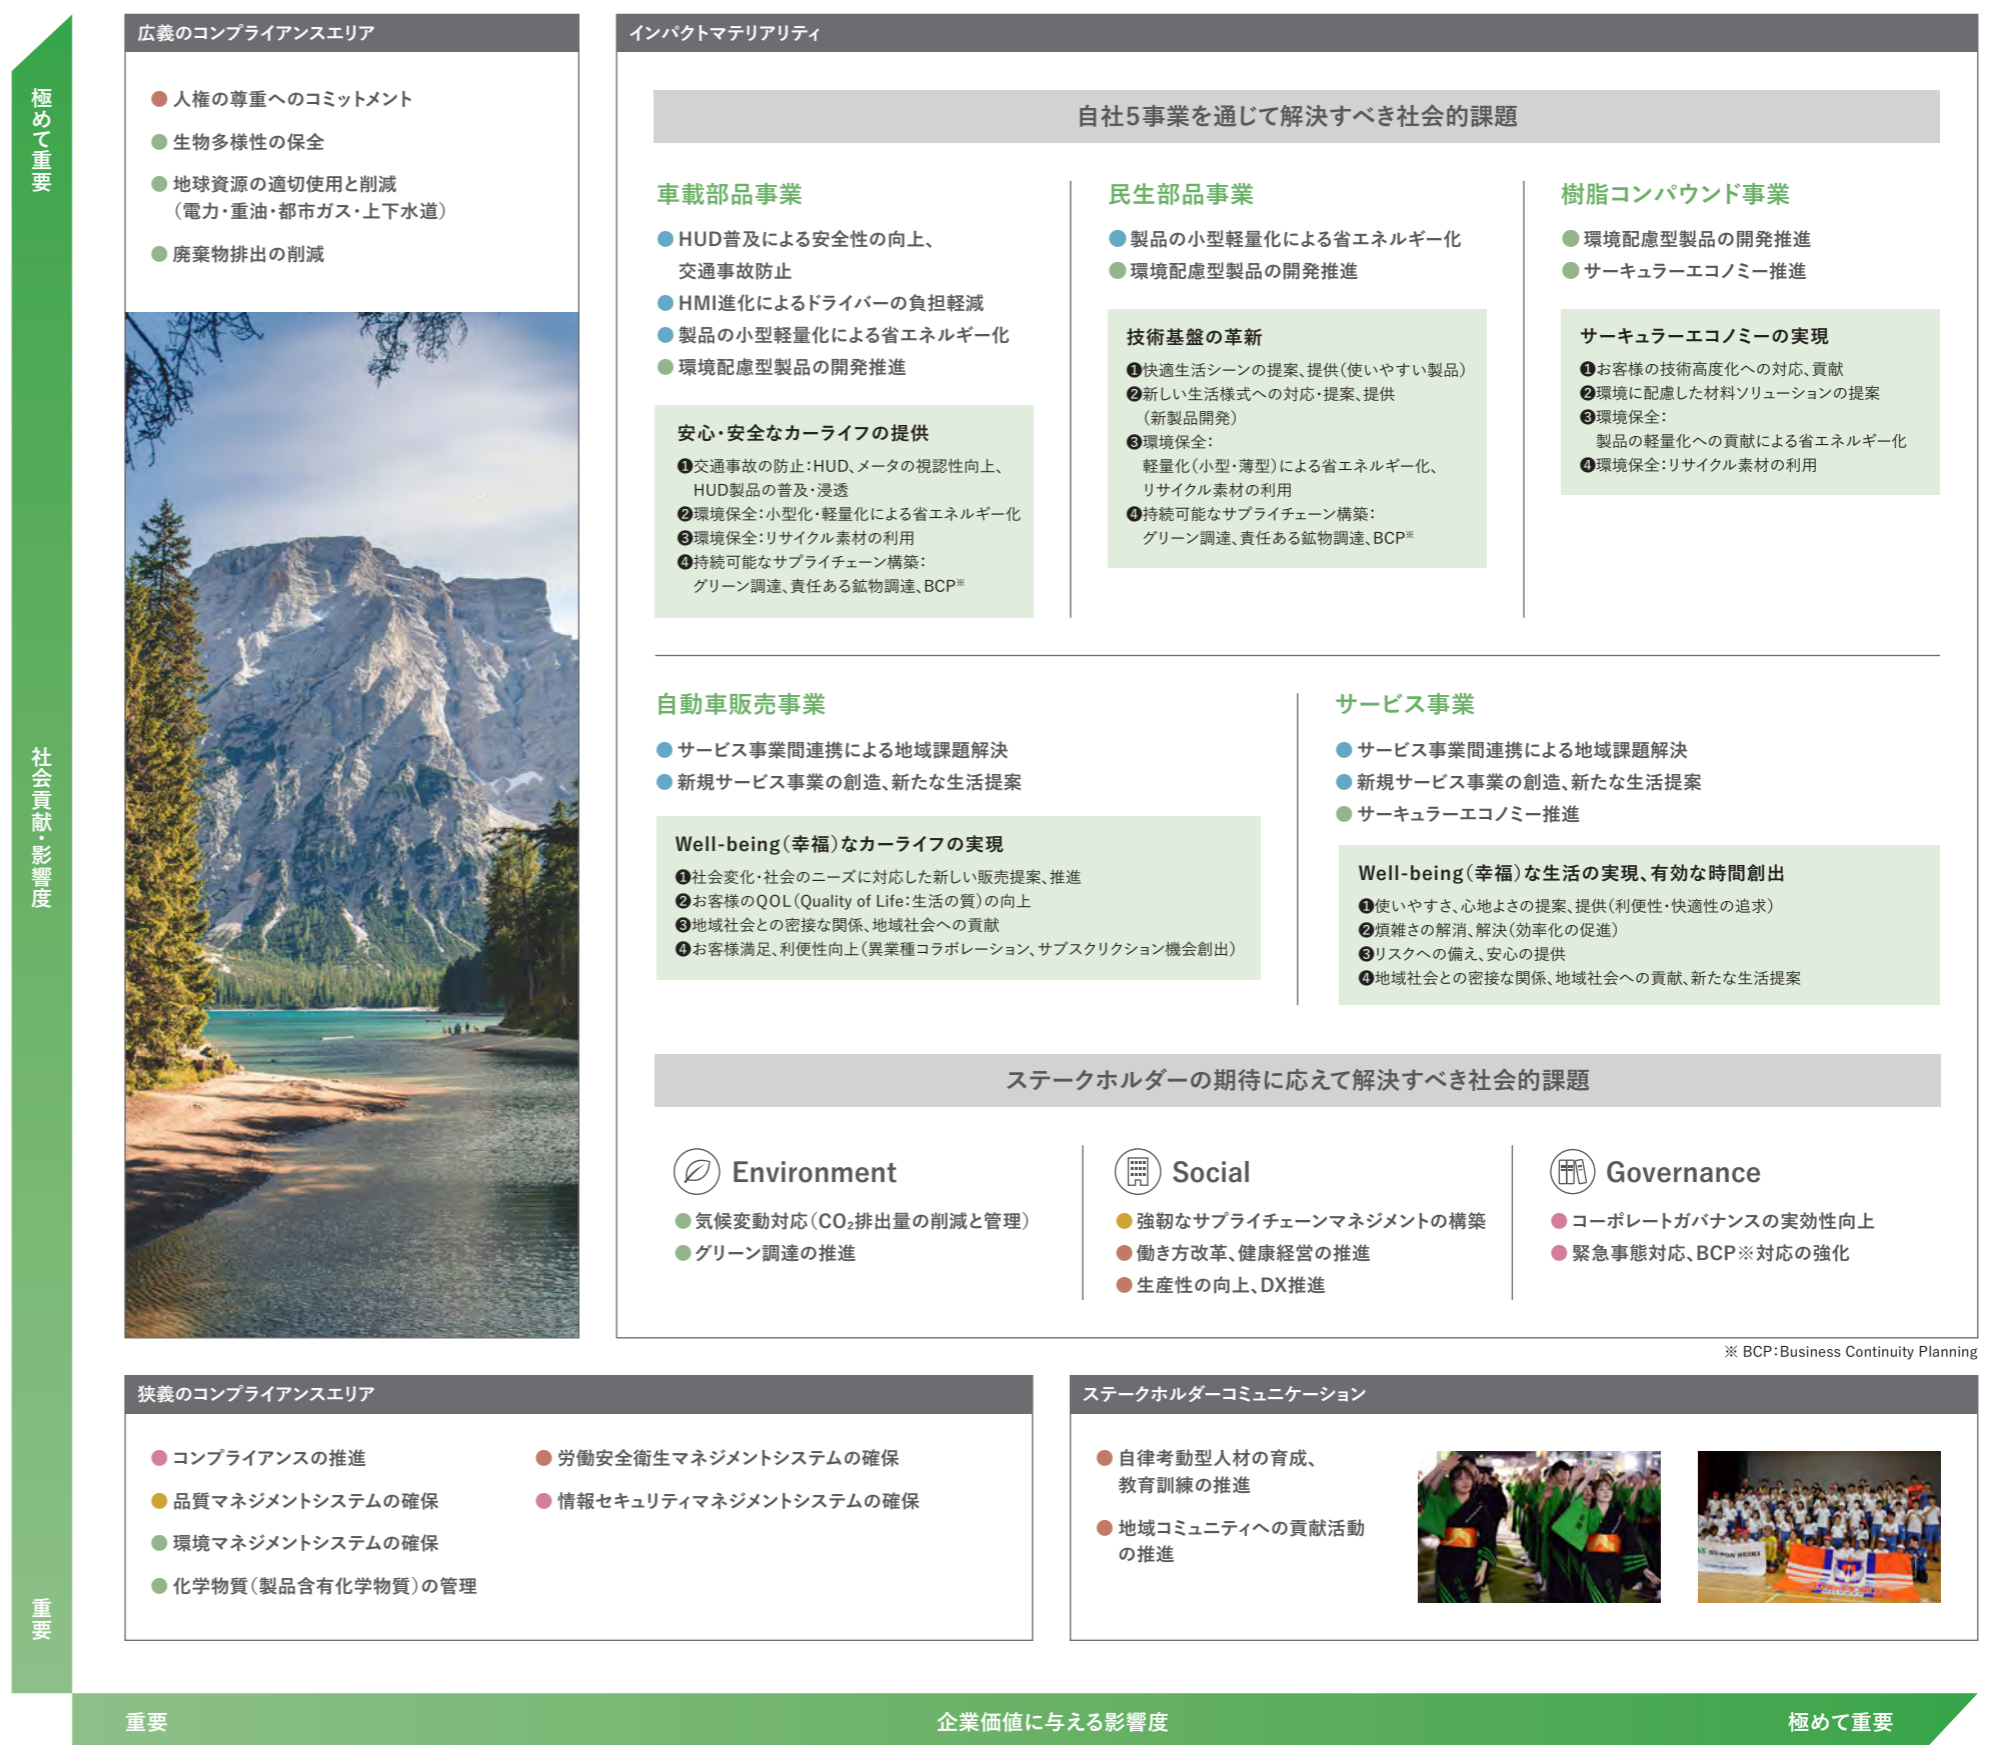 極めて重要
社会貢献・影響度
重要
広義のコンプライアンスエリア
人権の尊重へのコミットメント
生物多様性の保全
地球資源の適切使用と削減
（電力・重油・都市ガス・上下水道）
廃棄物排出の削減
インパクトマテリアリティ
自社5事業を通じて解決すべき社会的課題
車載部品事業
HUD普及による安全性の向上、
交通事故防止
HMI進化によるドライバーの負担軽減
製品の小型軽量化による省エネルギー化
環境配慮型製品の開発推進
安心・安全なカーライフの提供
❶交通事故の防止：HUD、メータの視認性向上、
HUD製品の普及・浸透
❷環境保全：小型化・軽量化による省エネルギー化
❸環境保全：リサイクル素材の利用
❹持続可能なサプライチェーン構築：
グリーン調達、責任ある鉱物調達、BCP※
民生部品事業
製品の小型軽量化による省エネルギー化
環境配慮型製品の開発推進
技術基盤の革新
❶快適生活シーンの提案、提供（使いやすい製品）
❷新しい生活様式への対応・提案、提供
（新製品開発）
❸環境保全：
軽量化（小型・薄型）による省エネルギー化、
リサイクル素材の利用
❹持続可能なサプライチェーン構築：
グリーン調達、責任ある鉱物調達、BCP※
樹脂コンパウンド事業
環境配慮型製品の開発推進
サーキュラーエコノミー推進
サーキュラーエコノミーの実現
❶お客様の技術高度化への対応、貢献
❷環境に配慮した材料ソリューションの提案
❸環境保全：
製品の軽量化への貢献による省エネルギー化
❹環境保全：リサイクル素材の利用
自動車販売事業
サービス事業間連携による地域課題解決
新規サービス事業の創造、新たな生活提案
Well-being（幸福）なカーライフの実現
❶社会変化・社会のニーズに対応した新しい販売提案、推進
❷お客様のQOL（Quality of Life：生活の質）の向上
❸地域社会との密接な関係、地域社会への貢献
❹お客様満足、利便性向上（異業種コラボレーション、サブスクリクション機会創出）
サービス事業
サービス事業間連携による地域課題解決
新規サービス事業の創造、新たな生活提案
サーキュラーエコノミー推進
Well-being（幸福）な生活の実現、有効な時間創出
❶使いやすさ、心地よさの提案、提供（利便性・快適性の追求）
❷煩雑さの解消、解決（効率化の促進）
❸リスクへの備え、安心の提供
❹地域社会との密接な関係、地域社会への貢献、新たな生活提案
ステークホルダーの期待に応えて解決すべき社会的課題
Environment
気候変動対応（CO₂排出量の削減と管理）
グリーン調達の推進
Social
強靭なサプライチェーンマネジメントの構築
働き方改革、健康経営の推進
生産性の向上、DX推進
Governance
コーポレートガバナンスの実効性向上
緊急事態対応、BCP※対応の強化
※ BCP：Business Continuity Planning
狭義のコンプライアンスエリア
コンプライアンスの推進
品質マネジメントシステムの確保
環境マネジメントシステムの確保
化学物質（製品含有化学物質）の管理
労働安全衛生マネジメントシステムの確保
情報セキュリティマネジメントシステムの確保
ステークホルダーコミュニケーション
自律考動型人材の育成、
教育訓練の推進
地域コミュニティへの貢献活動
の推進
重要
企業価値に与える影響度
極めて重要